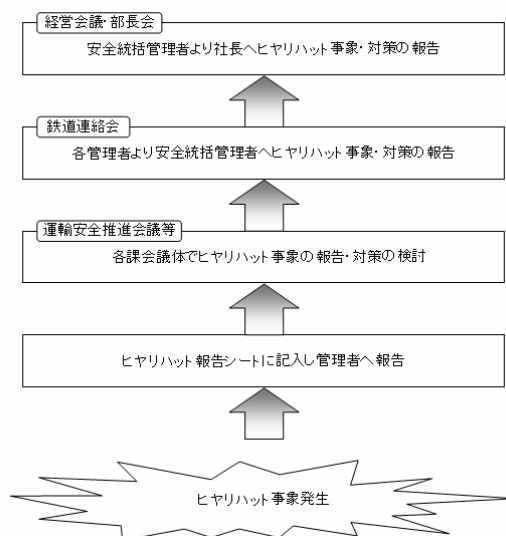 経営会議・部長会
安全統括管理者より社長へヒヤリハット事象・対策の報告
鉄道連絡会
各管理者より安全統括管理者へヒヤリハット事象・対策の報告
運輸安全推進会議等
各課会議体でヒヤリハット事象の報告・対策の検討
ヒヤリハット報告シートに記入し管理者へ報告
ヒヤリハット事象発生